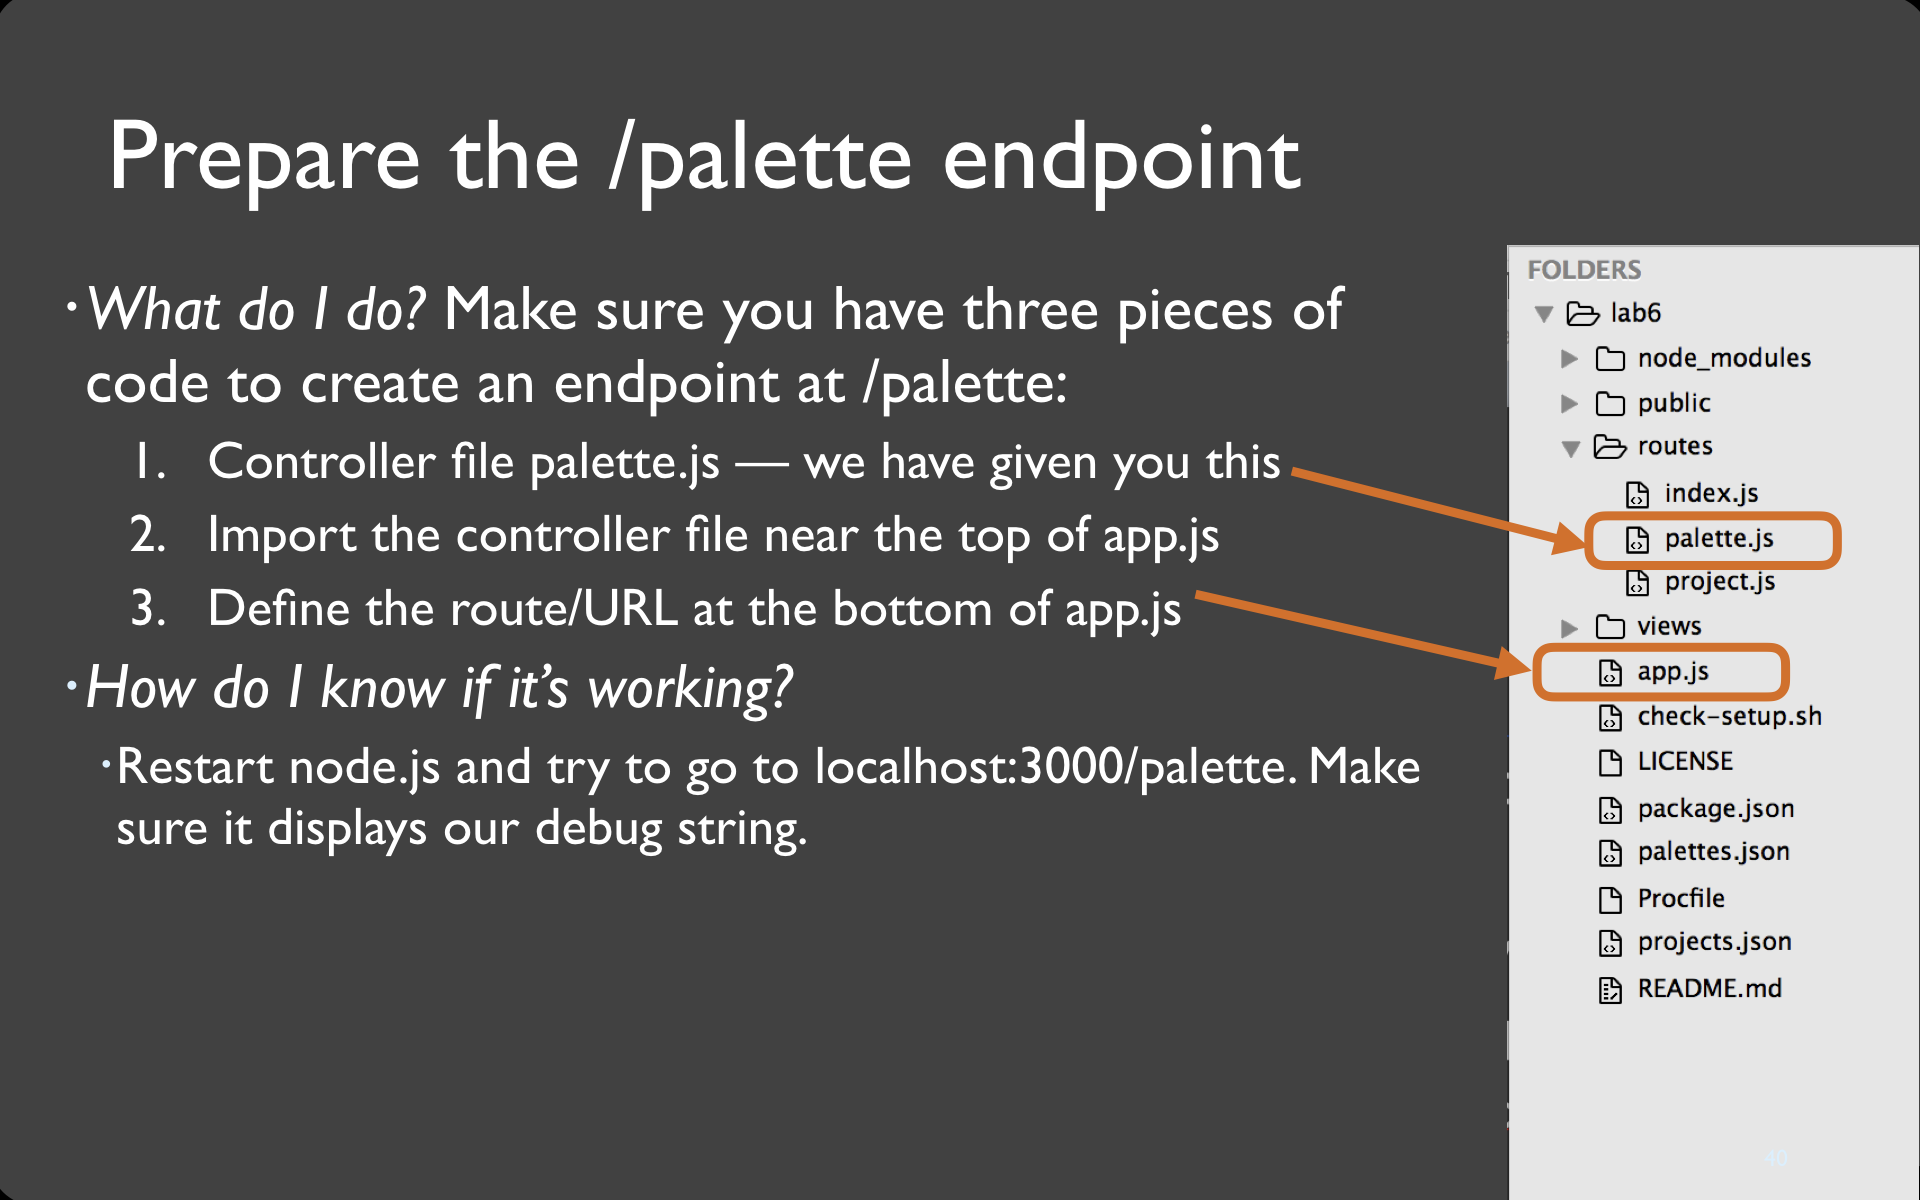 Prepare the /palette endpoint
•What do I do? Make sure you have three pieces of
code to create an endpoint at /palette:
1. Controller file palette.js — we have given you this
2. Import the controller file near the top of app.js
3. Define the route/URL at the bottom of app.js
•How do I know if it’s working?
•Restart node.js and try to go to localhost:3000/palette. Make
sure it displays our debug string.
FOLDERS
lab6
node_modules
public
routes
index.js
palette.js
project.js
views
app.js
check-setup.sh
LICENSE
package.json
palettes.json
Procfile
projects.json
README.md
40